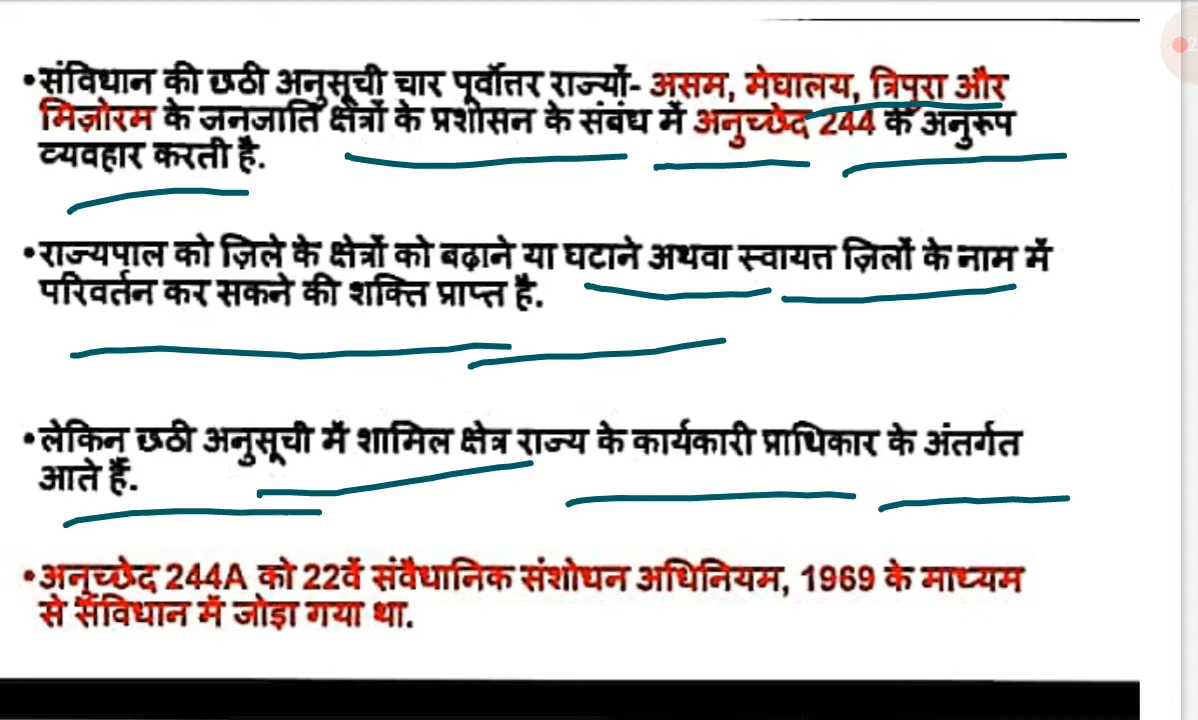 •संविधान की छठी अनुसूची चार पूर्वोतर राज्यों- असम, मेघालय, त्रिपुरा और
मिज़ोरम के जनजाति क्षेत्रों के प्रशोसन के संबंध में अनुच्छेद 244 के अनुरूप
व्यवहार करती है.
•राज्यपाल को ज़िले के क्षेत्रों को बढ़ाने या घटाने अथवा स्वायत्त ज़िलों के नाम में
परिवर्तन कर सकने की शक्ति प्राप्त है.
•लेकिन छठी अनुसूची में शामिल क्षेत्र राज्य के कार्यकारी प्राधिकार के अंतर्गत
आते हैं.
•अनुच्छेद 244A को 22वें संवैधानिक संशोधन अधिनियम, 1969 के माध्यम
से संविधान में जोड़ा गया था.